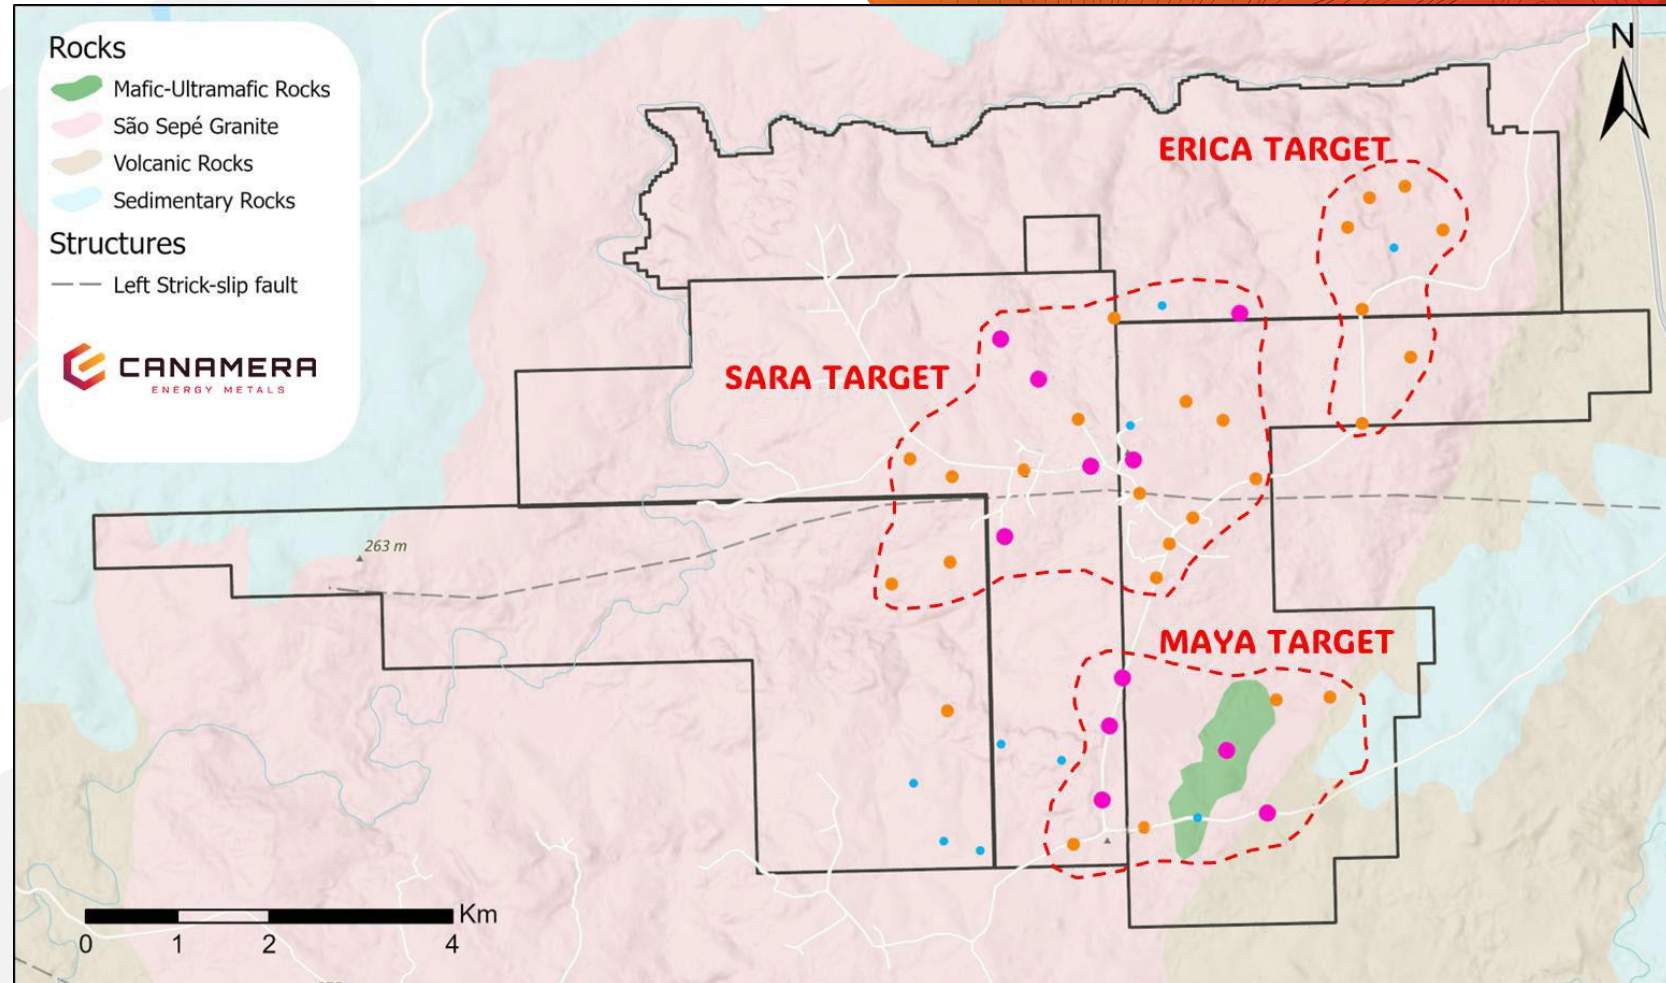 Rocks
Mafic-Ultramafic Rocks
São Sepé Granite
Volcanic Rocks
Sedimentary Rocks
Structures
Left Strick-slip fault
CANAMERA
ENERGY METALS
N
ERICA TARGET
SARA TARGET
263 m
MAYA TARGET
Km
0 1 2 4